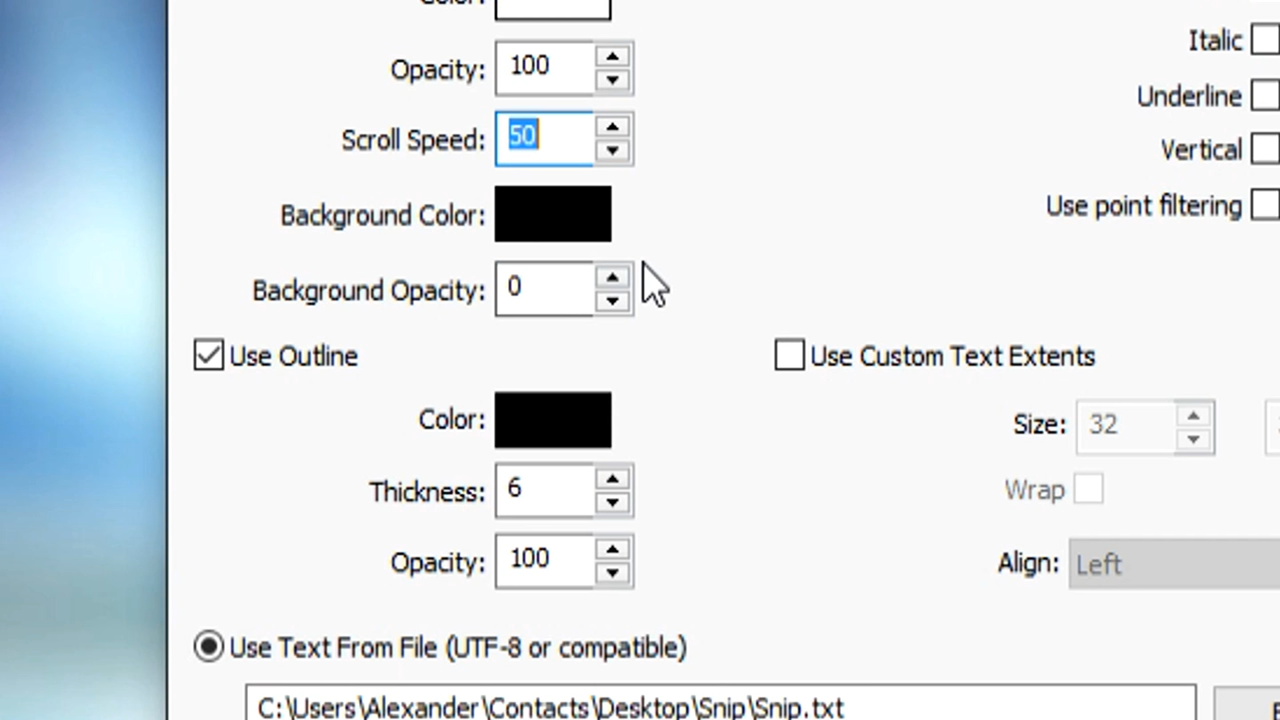 Color:
Opacity: 100
Italic
Scroll Speed: 50
Underline
Vertical
Background Color:
Use point filtering
Background Opacity: 0
Use Outline
Use Custom Text Extents
Color:
Size: 32
Thickness: 6
Wrap
Opacity: 100
Align: Left
Use Text From File (UTF-8 or compatible)
C:\Users\Alexander\Contacts\Desktop\Snip\Snip.txt